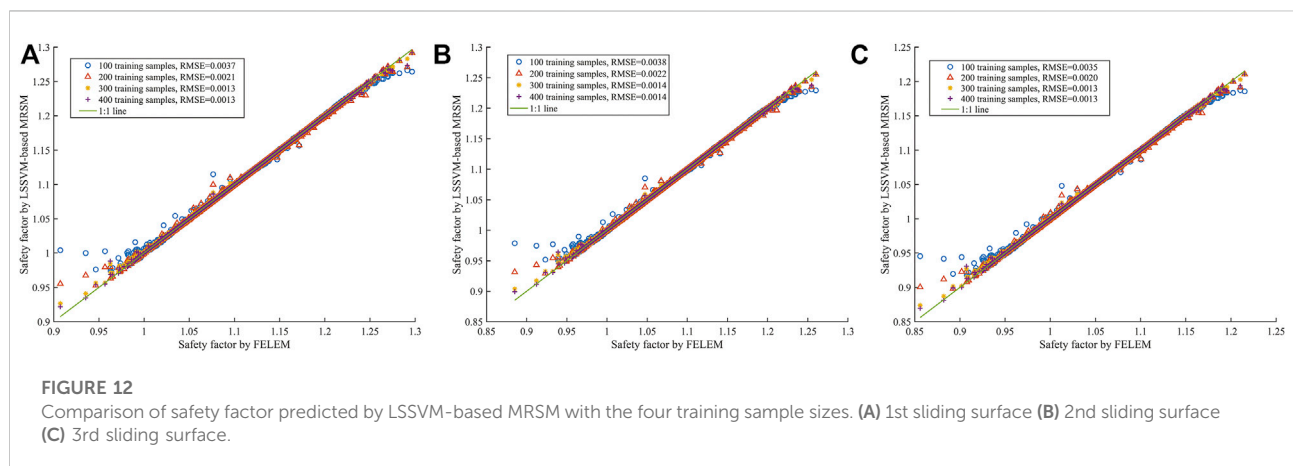 A
100 training samples, RMSE=0.0037
200 training samples, RMSE=0.0021
300 training samples, RMSE=0.0013
400 training samples, RMSE=0.0013
1:1 line
Safety factor by LSSVM-based MRSM
1.3
1.25
1.2
1.15
1.1
1.05
1
0.95
0.9
0.9 0.95 1 1.05 1.1 1.15 1.2 1.25 1.3
Safety factor by FELEM
B
100 training samples, RMSE=0.0038
200 training samples, RMSE=0.0022
300 training samples, RMSE=0.0014
400 training samples, RMSE=0.0014
1:1 line
Safety factor by LSSVM-based MRSM
1.3
1.25
1.2
1.15
1.1
1.05
1
0.95
0.9
0.85
0.85 0.9 0.95 1 1.05 1.1 1.15 1.2 1.25 1.3
Safety factor by FELEM
C
100 training samples, RMSE=0.0035
200 training samples, RMSE=0.0020
300 training samples, RMSE=0.0013
400 training samples, RMSE=0.0013
1:1 line
Safety factor by LSSVM-based MRSM
1.25
1.2
1.15
1.1
1.05
1
0.95
0.9
0.85
0.85 0.9 0.95 1 1.05 1.1 1.15 1.2 1.25
Safety factor by FELEM
FIGURE 12
Comparison of safety factor predicted by LSSVM-based MRSM with the four training sample sizes. (A) 1st sliding surface (B) 2nd sliding surface
(C) 3rd sliding surface.